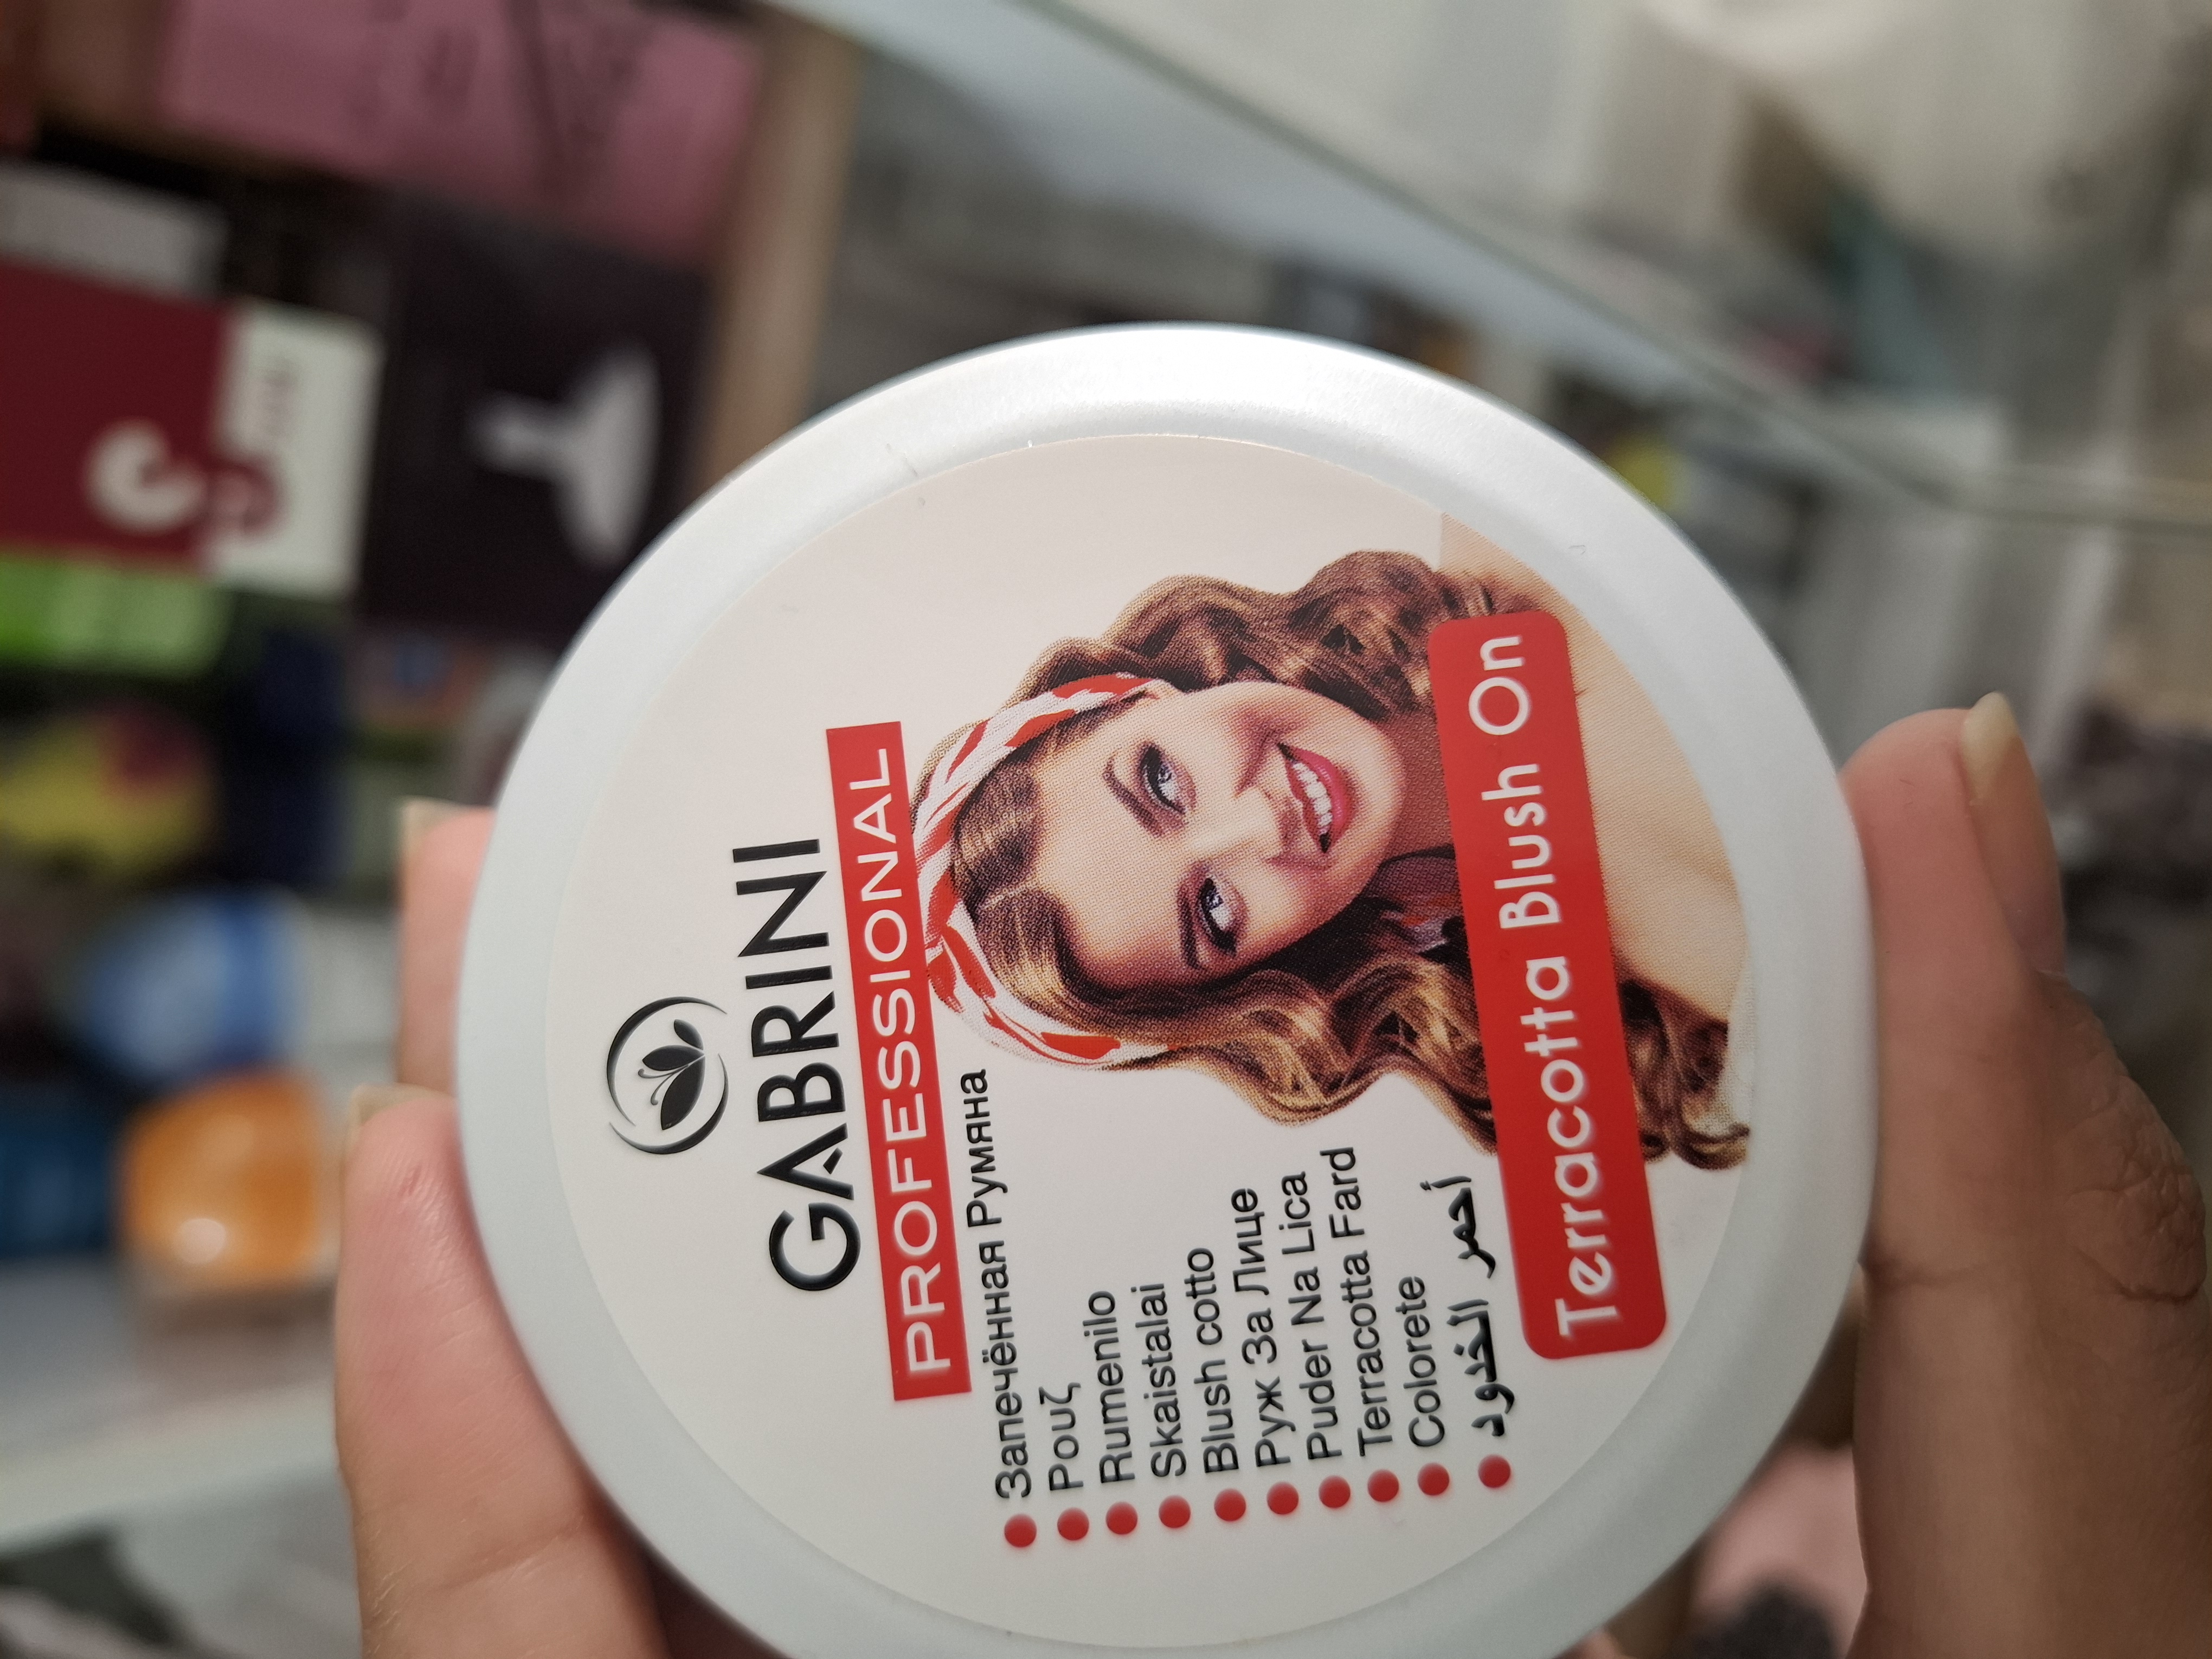 GABRINI
PROFESSIONAL
Запечённая Румяна
Ρουζ
Rumenilo
Skaistalai
Blush cotto
Руж За Лице
Puder Na Lica
Terracotta Fard
Colorete
أحمر الخدود
Terracotta Blush On